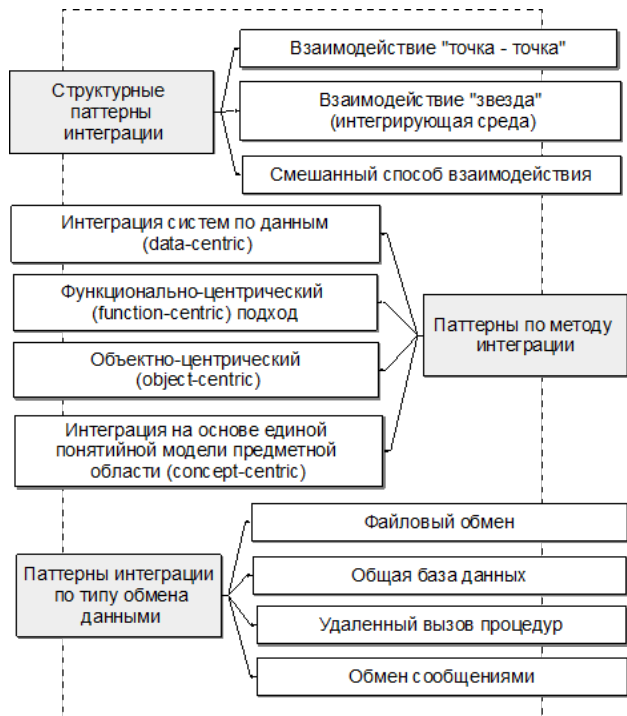 Структурные
паттерны
интеграции
Взаимодействие "точка - точка"
Взаимодействие "звезда"
(интегрирующая среда)
Смешанный способ взаимодействия
Интеграция систем по данным
(data-centric)
Функционально-центрический
(function-centric) подход
Объектно-центрический
(object-centric)
Интеграция на основе единой
понятийной модели предметной
области (concept-centric)
Паттерны по методу
интеграции
Паттерны интеграции
по типу обмена
данными
Файловый обмен
Общая база данных
Удаленный вызов процедур
Обмен сообщениями